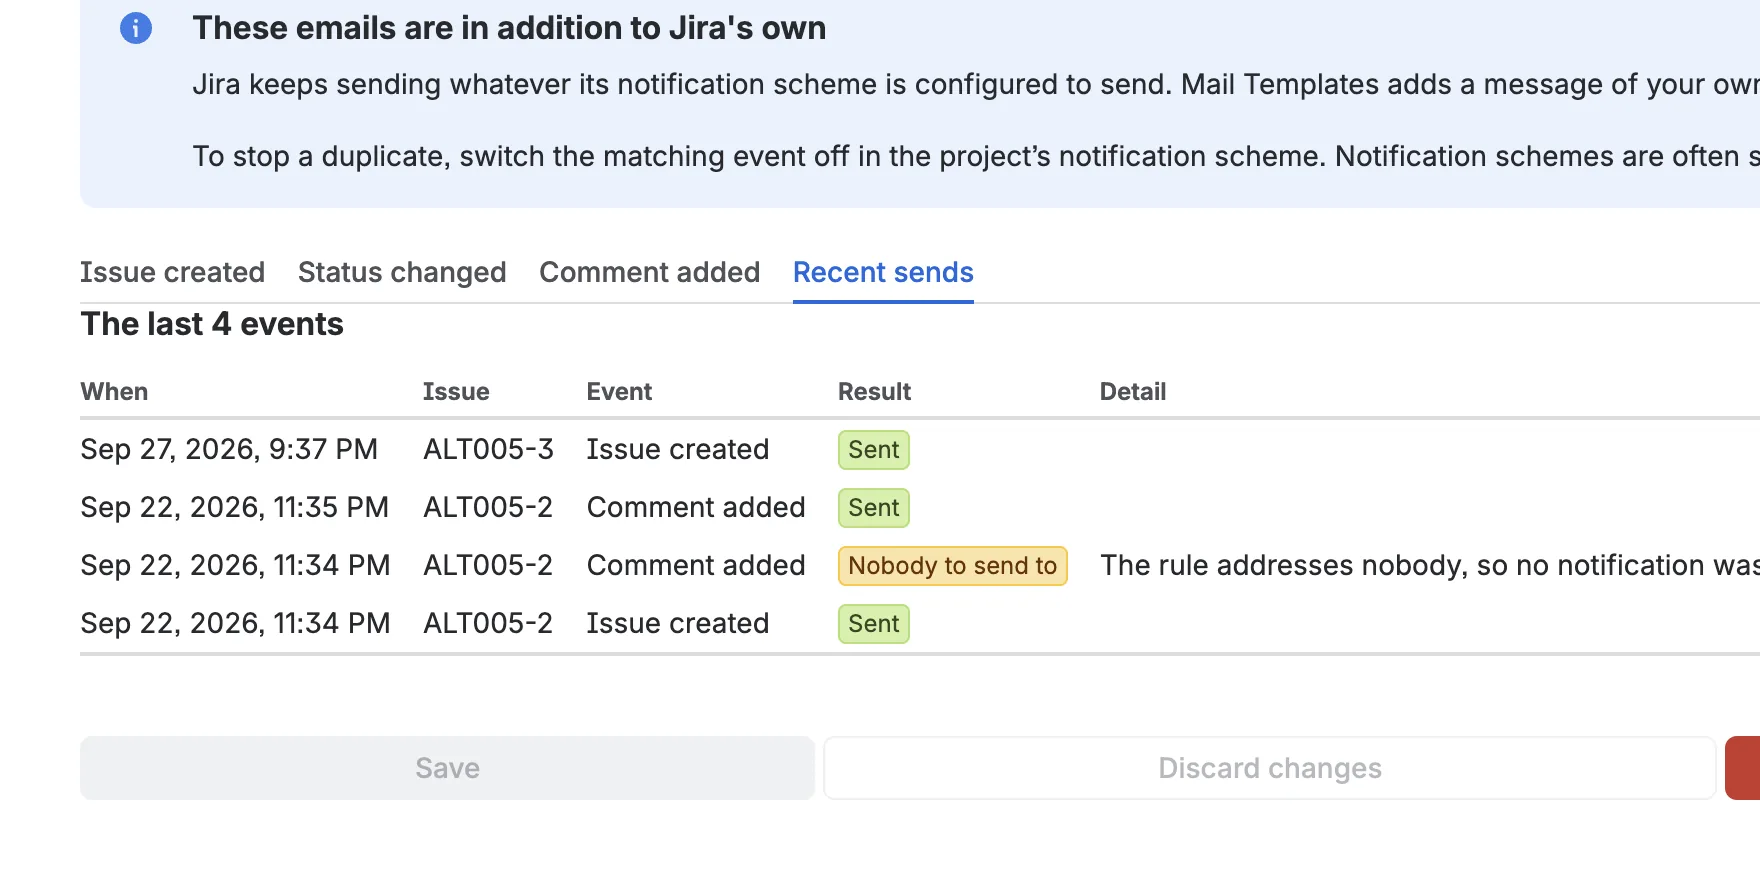 These emails are in addition to Jira's own
Jira keeps sending whatever its notification scheme is configured to send. Mail Templates adds a message of your own
To stop a duplicate, switch the matching event off in the project’s notification scheme. Notification schemes are often
Issue created Status changed Comment added Recent sends
The last 4 events
When Issue Event Result Detail
Sep 27, 2026, 9:37 PM ALT005-3 Issue created Sent
Sep 22, 2026, 11:35 PM ALT005-2 Comment added Sent
Sep 22, 2026, 11:34 PM ALT005-2 Comment added Nobody to send to The rule addresses nobody, so no notification was
Sep 22, 2026, 11:34 PM ALT005-2 Issue created Sent
Save Discard changes